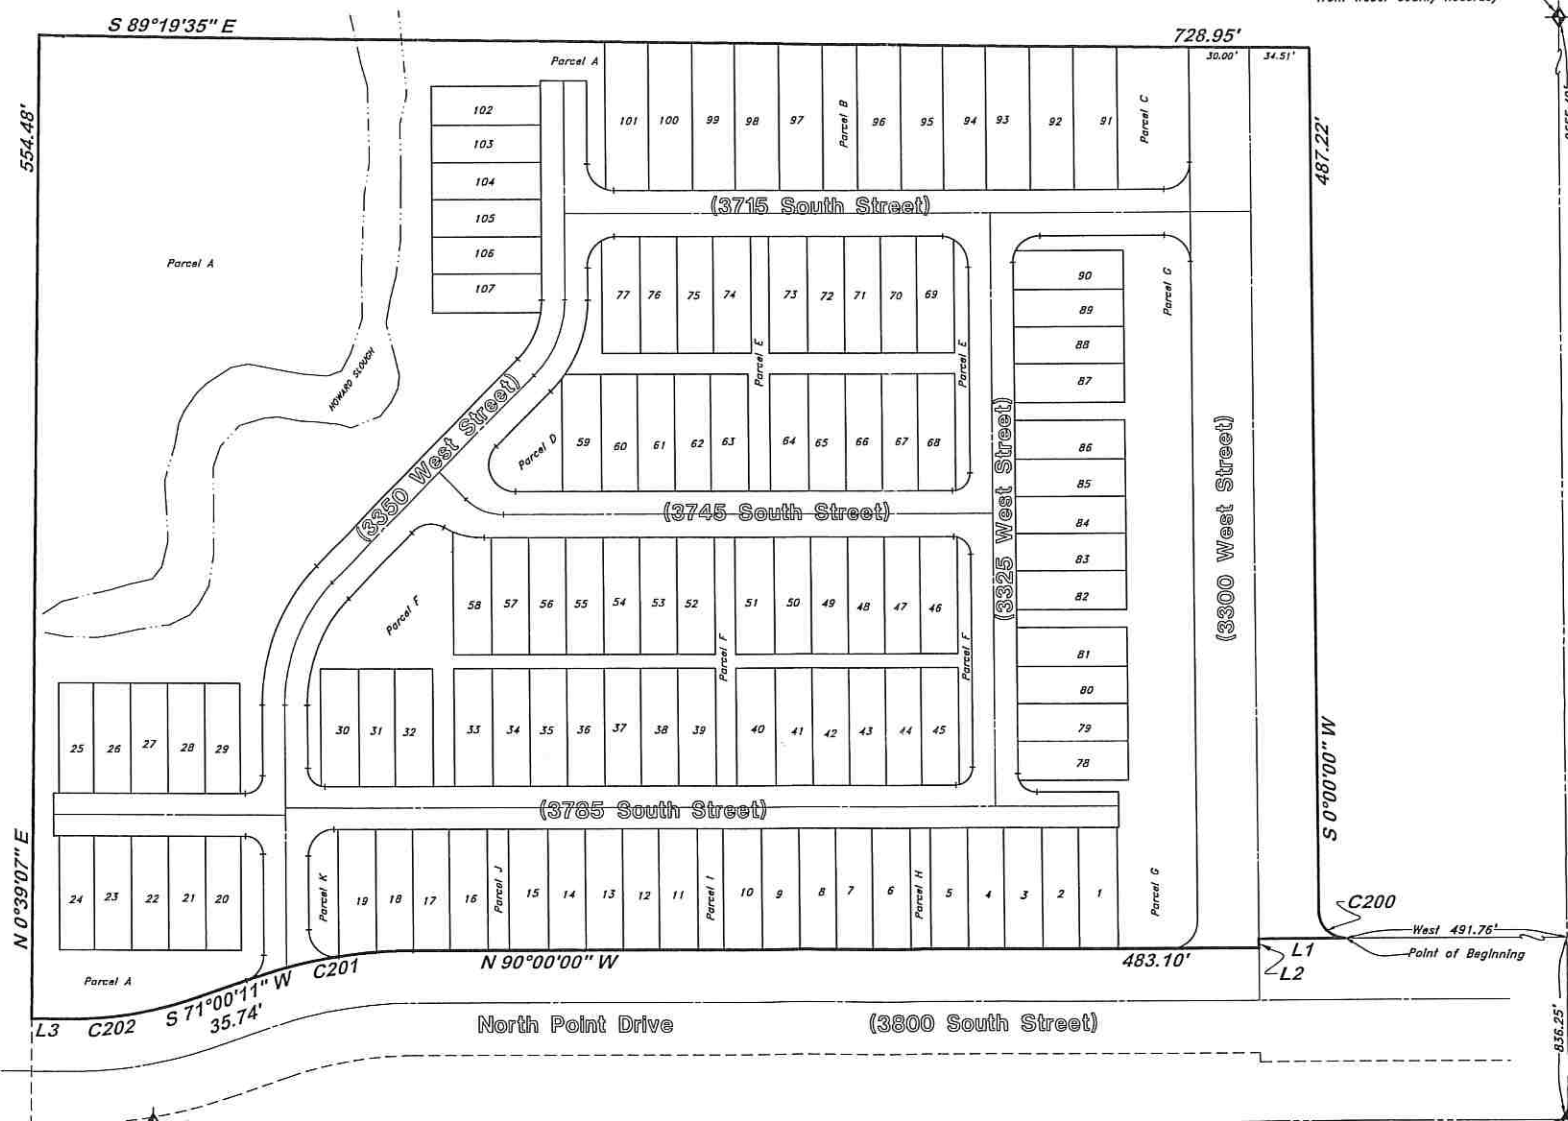 S 89°19'35" E
728.95'
30.00'
34.51'
554.48'
487.22'
Parcel A
102
103
104
105
106
107
101
100
99
98
97
Parcel B
96
95
94
93
92
91
Parcel C
(3715 South Street)
Parcel A
HOWARD SLOUGH
77
76
75
74
73
72
71
70
69
Parcel E
Parcel E
90
89
88
87
Parcel G
(3350 West Street)
Parcel D
59
60
61
62
63
64
65
66
67
68
(3745 South Street)
(3325 West Street)
86
85
84
83
82
(3300 West Street)
Parcel F
58
57
56
55
54
53
52
51
50
49
48
47
46
Parcel F
Parcel F
81
80
79
78
25
26
27
28
29
30
31
32
33
34
35
36
37
38
39
40
41
42
43
44
45
S 0°00'00" W
(3785 South Street)
N 0°39'07" E
24
23
22
21
20
Parcel K
19
18
17
16
Parcel J
15
14
13
12
11
Parcel I
10
9
8
7
6
Parcel H
5
4
3
2
1
Parcel G
C200
West 491.76'
Point of Beginning
L1
L2
Parcel A
C201
N 90°00'00" W
483.10'
L3
C202
S 71°00'11" W
35.74'
North Point Drive
(3800 South Street)
836.25'